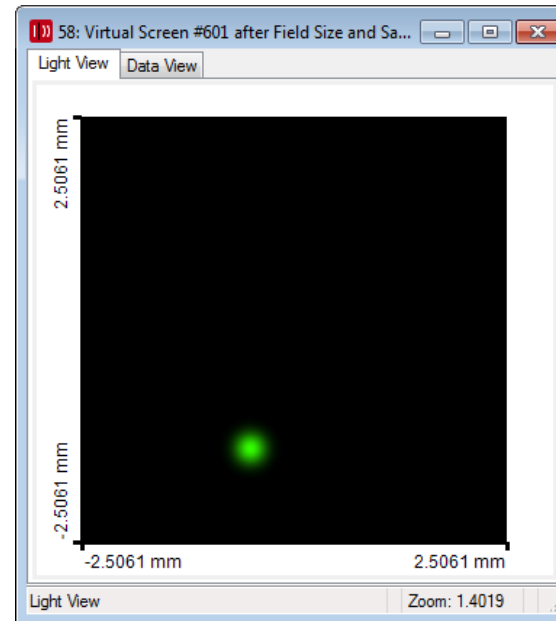 58: Virtual Screen #601 after Field Size and Sa...
Light View Data View
2.5061 mm
-2.5061 mm
-2.5061 mm 2.5061 mm
Light View Zoom: 1.4019